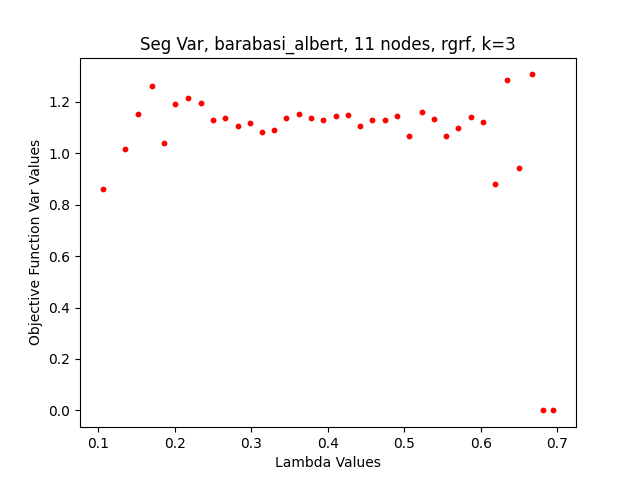 Seg Var, barabasi_albert, 11 nodes, rgrf, k=3
Objective Function Var Values
1.2
1.0
0.8
0.6
0.4
0.2
0.0
0.1 0.2 0.3 0.4 0.5 0.6 0.7
Lambda Values